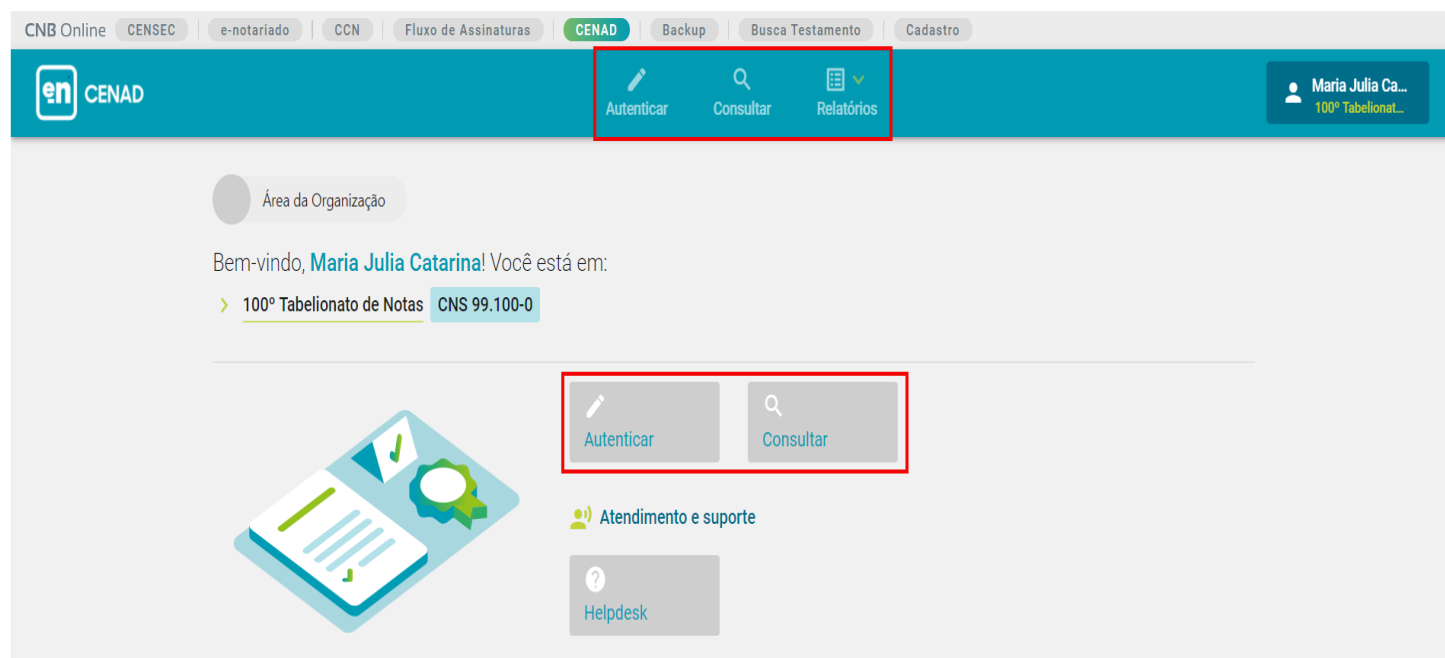 CNB Online CENSEC e-notariado CCN Fluxo de Assinaturas CENAD Backup Busca Testamento Cadastro
en CENAD
Autenticar Consultar Relatórios
Maria Julia Ca...
100º Tabelionat...
Área da Organização
Bem-vindo, Maria Julia Catarina! Você está em:
100º Tabelionato de Notas CNS 99.100-0
Autenticar Consultar
Atendimento e suporte
Helpdesk